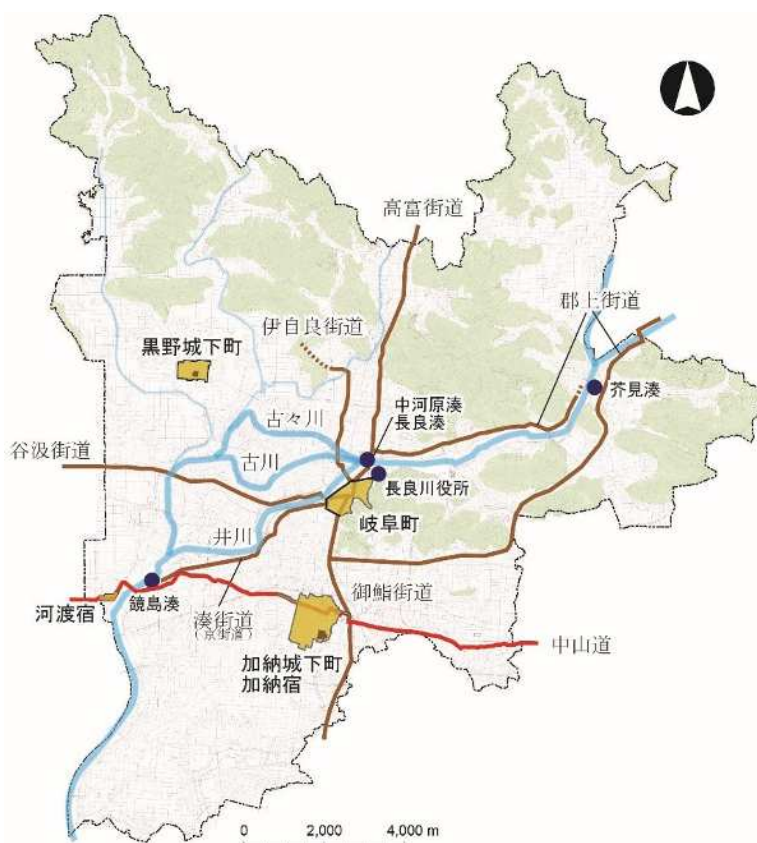 高富街道
郡上街道
伊自良街道
黒野城下町
芥見湊
中河原湊
長良湊
古々川
谷汲街道
古川
長良川役所
岐阜町
井川
河渡宿
鏡島湊
湊街道
(京街道)
御鮨街道
中山道
加納城下町
加納宿
0 2,000 4,000 m